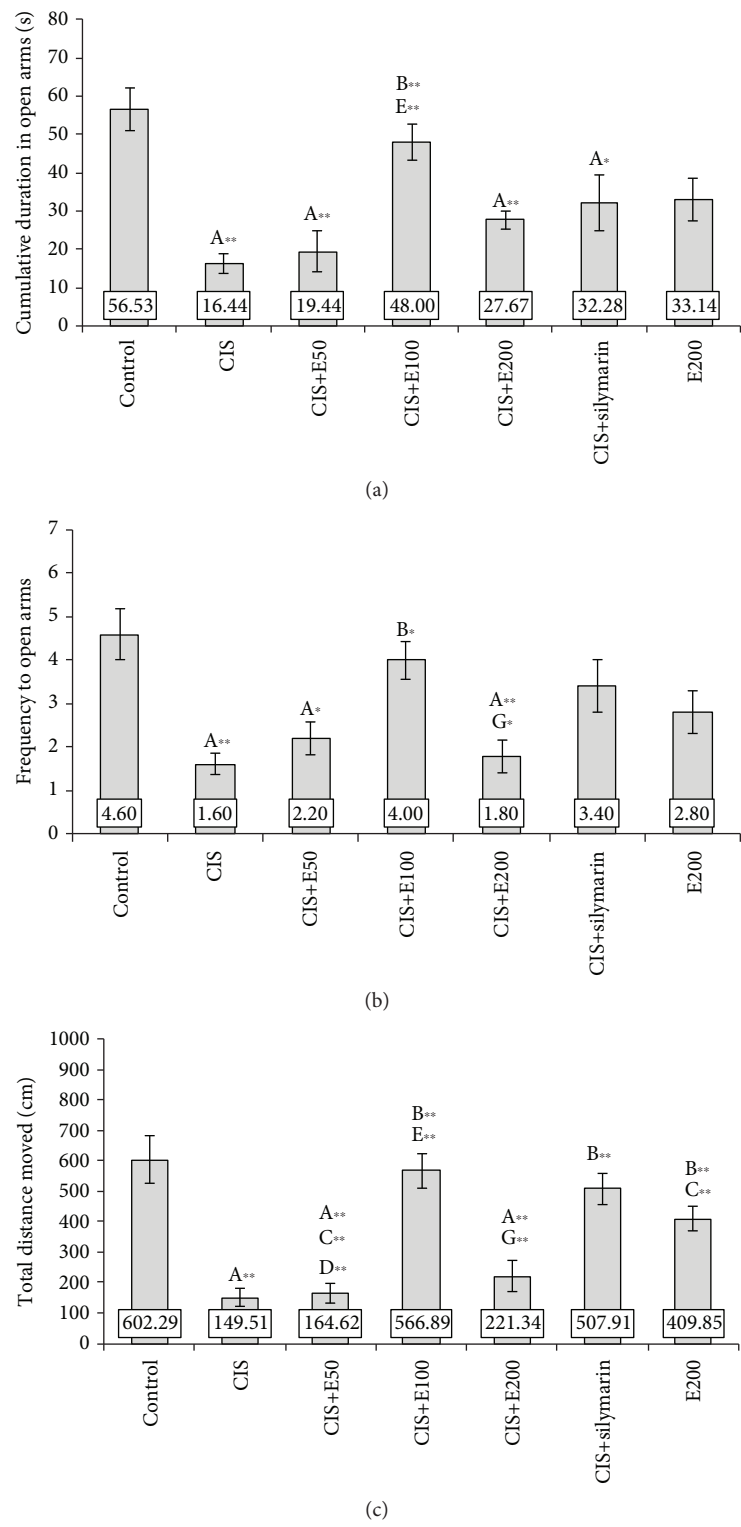 Cumulative duration in open arms (s)
80
70
60
50
40
30
20
10
0
B**
E**
A**
A**
A**
A*
56.53 16.44 19.44 48.00 27.67 32.28 33.14
Control CIS CIS+E50 CIS+E100 CIS+E200 CIS+silymarin E200
(a)
Frequency to open arms
7
6
5
4
3
2
1
0
A**
A*
B*
A**
G*
4.60 1.60 2.20 4.00 1.80 3.40 2.80
Control CIS CIS+E50 CIS+E100 CIS+E200 CIS+silymarin E200
(b)
Total distance moved (cm)
1000
900
800
700
600
500
400
300
200
100
0
A**
A**
C**
D**
B**
E**
A**
G**
B**
B**
C**
602.29 149.51 164.62 566.89 221.34 507.91 409.85
Control CIS CIS+E50 CIS+E100 CIS+E200 CIS+silymarin E200
(c)